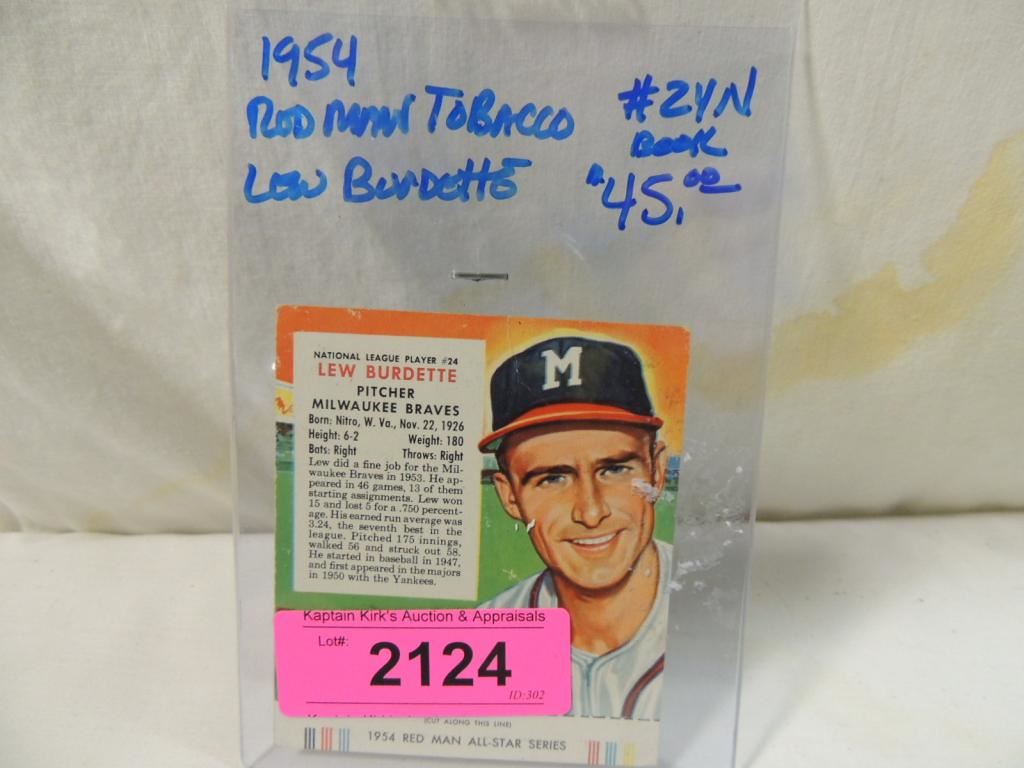 1954
RED MAN TOBACCO
LEW BURDETTE
#24N
BOOK
$45.00
M
NATIONAL LEAGUE PLAYER #24
LEW BURDETTE
PITCHER
MILWAUKEE BRAVES
Born: Nitro, W. Va., Nov. 22, 1926
Height: 6-2 Weight: 180
Bats: Right Throws: Right
Lew did a fine job for the Mil-
waukee Braves in 1953. He ap-
peared in 46 games, 13 of them
starting assignments. Lew won
15 and lost 5 for a .750 percent-
age. His earned run average was
3.24, the seventh best in the
league. Pitched 175 innings,
walked 56 and struck out 58.
He started in baseball in 1947,
and first appeared in the majors
in 1950 with the Yankees.
Kaptain Kirk's Auction & Appraisals
Lot#:
2124
ID:302
(CUT ALONG THIS LINE)
1954 RED MAN ALL-STAR SERIES